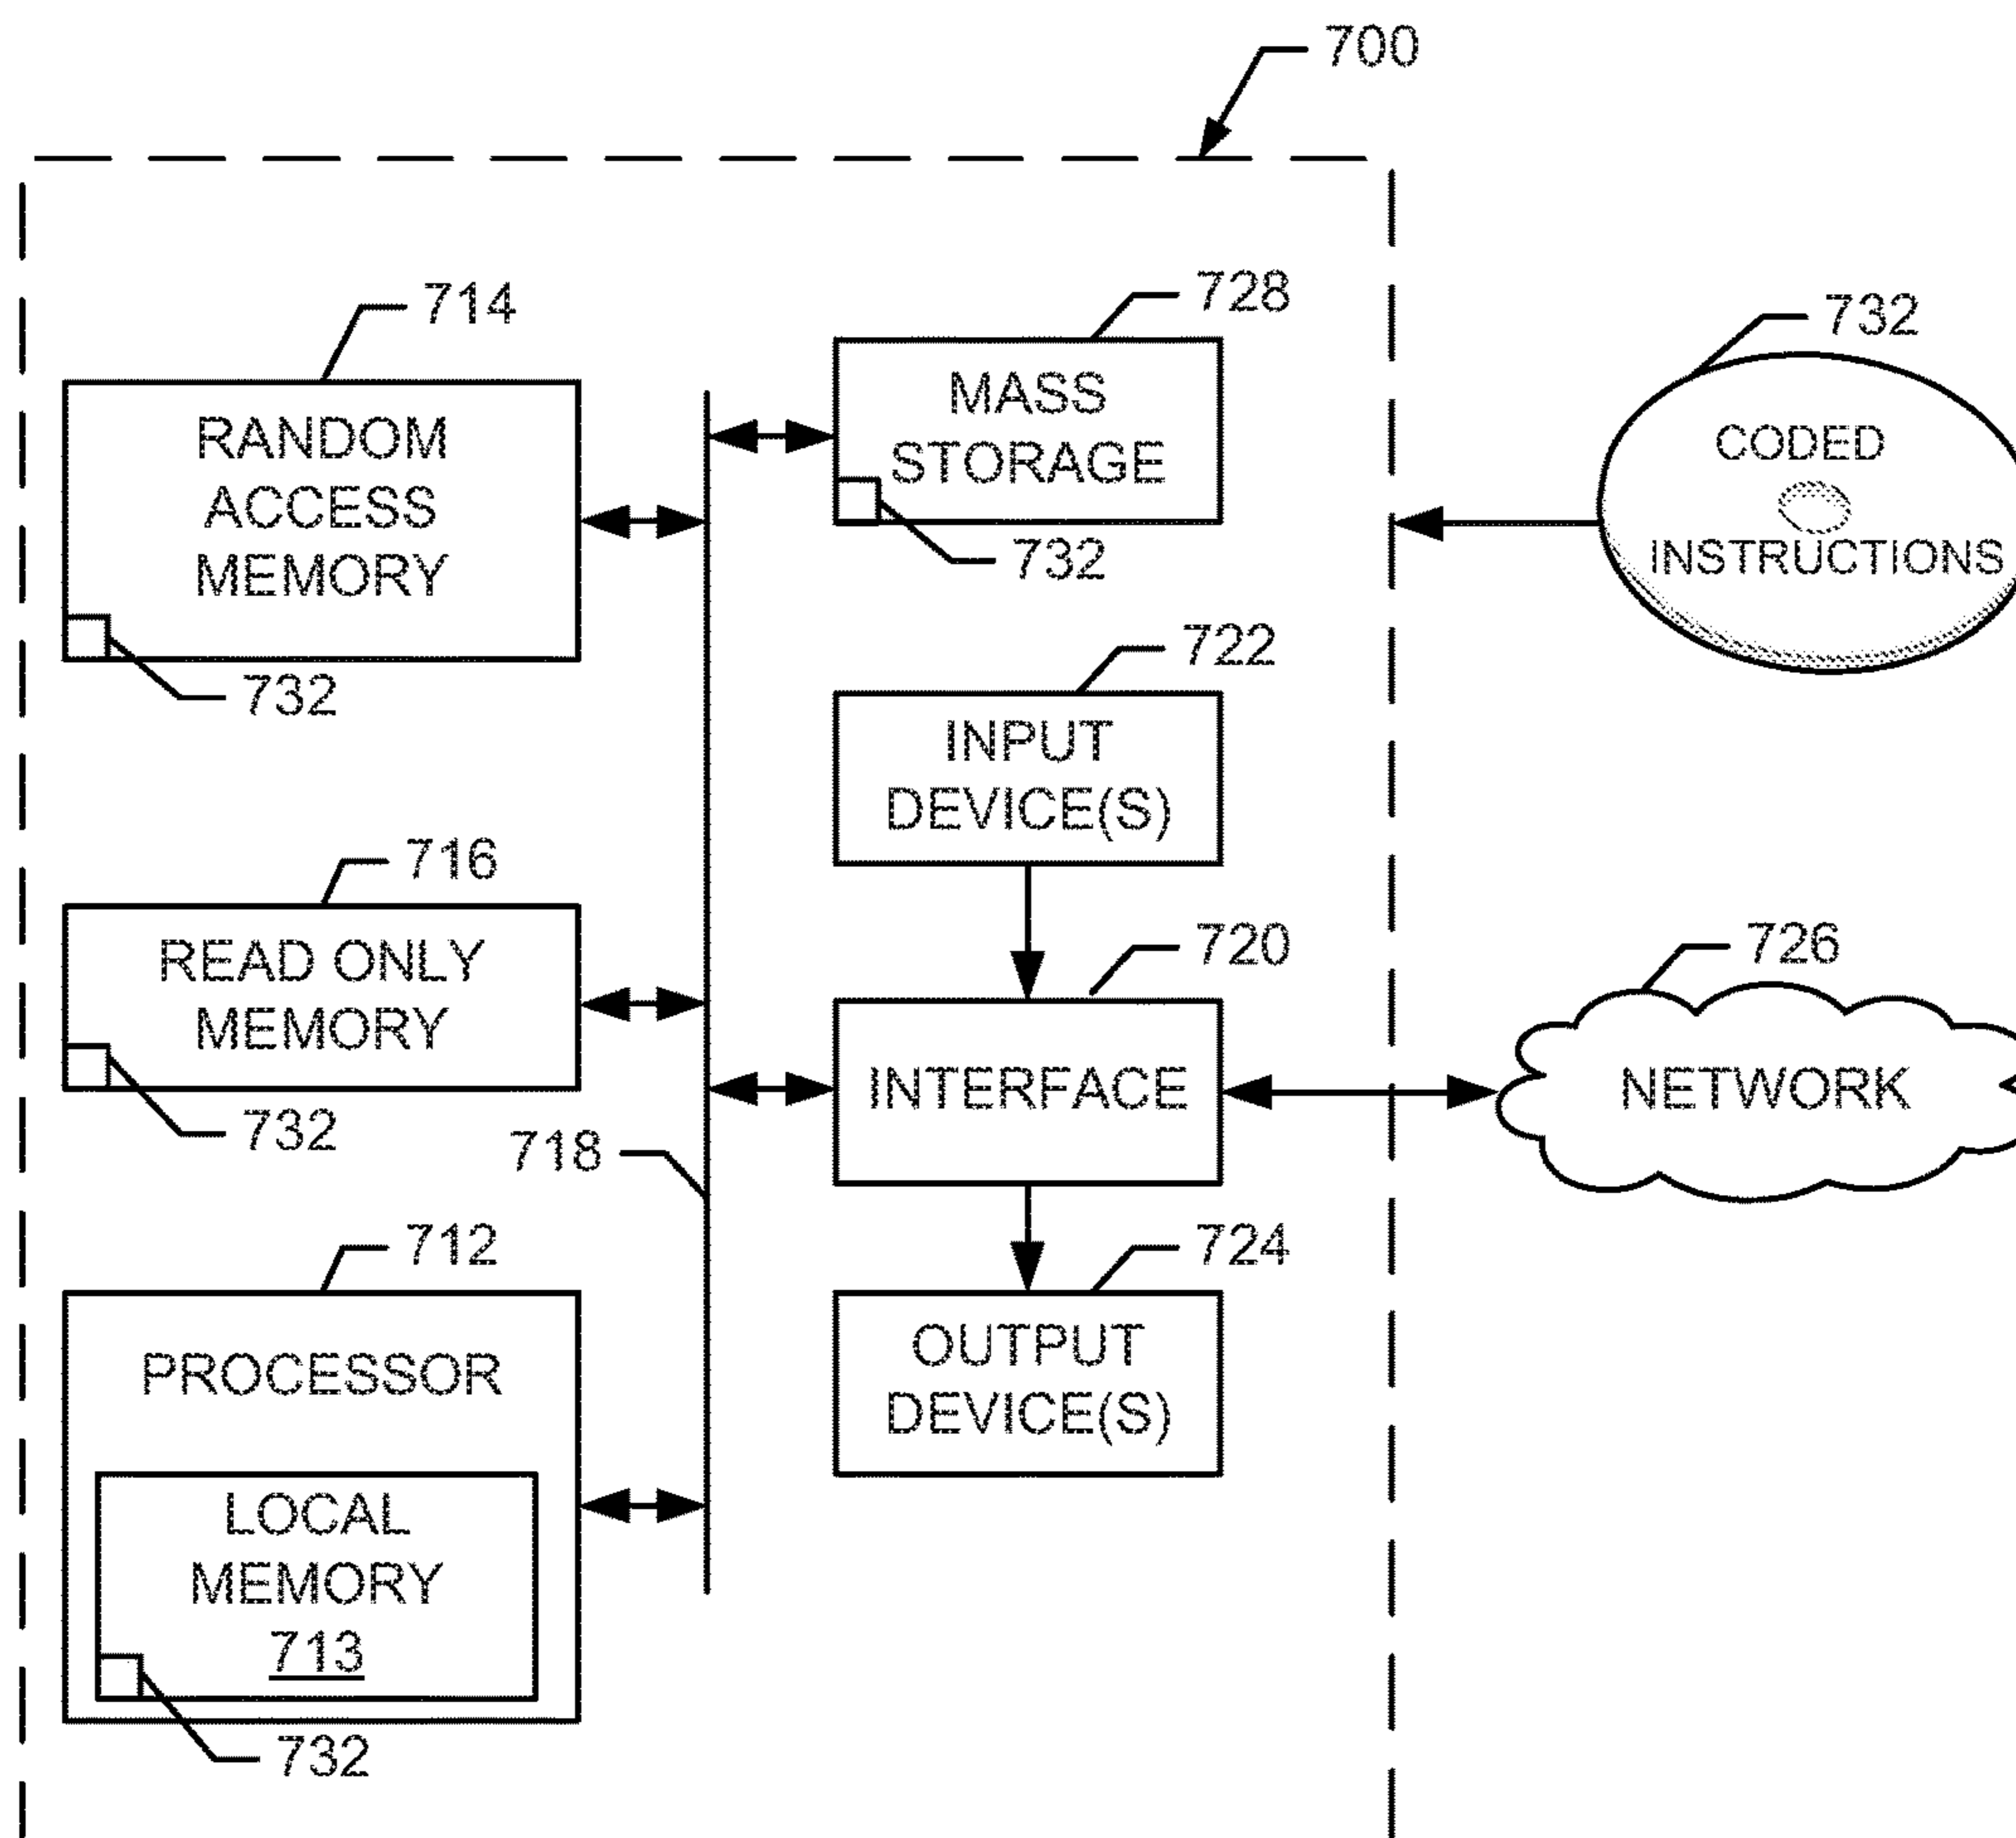 700
714
RANDOM
ACCESS
MEMORY
732
728
MASS
STORAGE
732
732
CODED
INSTRUCTIONS
722
INPUT
DEVICE(S)
716
READ ONLY
MEMORY
732
718
720
INTERFACE
726
NETWORK
712
PROCESSOR
LOCAL
MEMORY
713
732
724
OUTPUT
DEVICE(S)